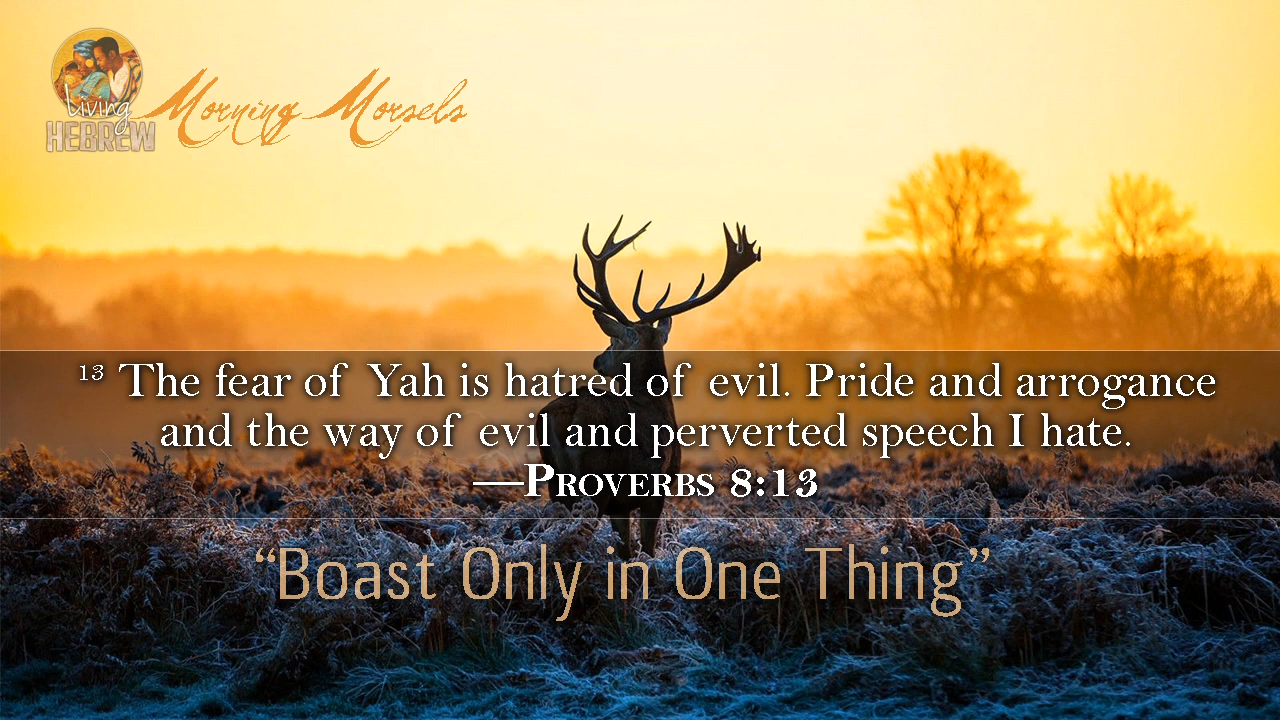 Living
HEBREW
Morning Morsels
13 The fear of Yah is hatred of evil. Pride and arrogance
and the way of evil and perverted speech I hate.
—PROVERBS 8:13
“Boast Only in One Thing”